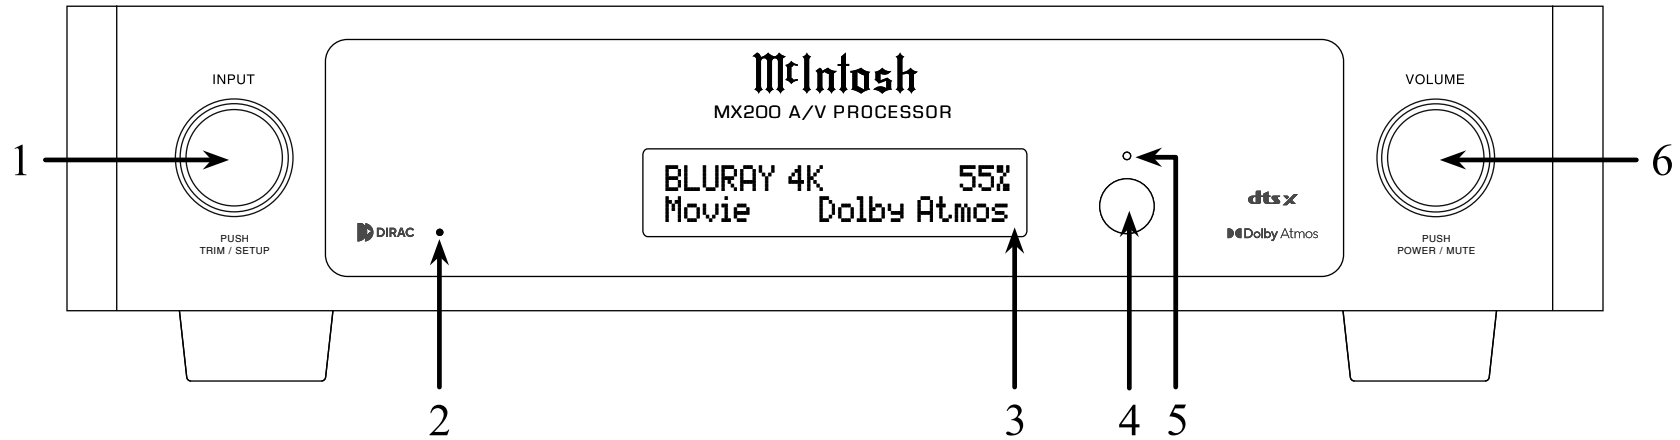 INPUT
PUSH
TRIM / SETUP
McIntosh
MX200 A/V PROCESSOR
BLURAY 4K 55%
Movie Dolby Atmos
DIRAC
dts x
Dolby Atmos
VOLUME
PUSH
POWER / MUTE
1
2
3
4
5
6